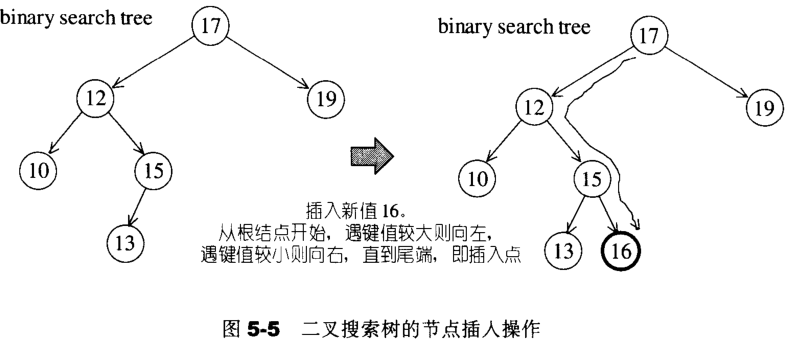 binary search tree
17
12
19
10
15
13
binary search tree
17
12
19
10
15
13
16
插入新值 16。
从根结点开始，遇键值较大则向左，
遇键值较小则向右，直到尾端，即插入点
图 5-5 二叉搜索树的节点插入操作